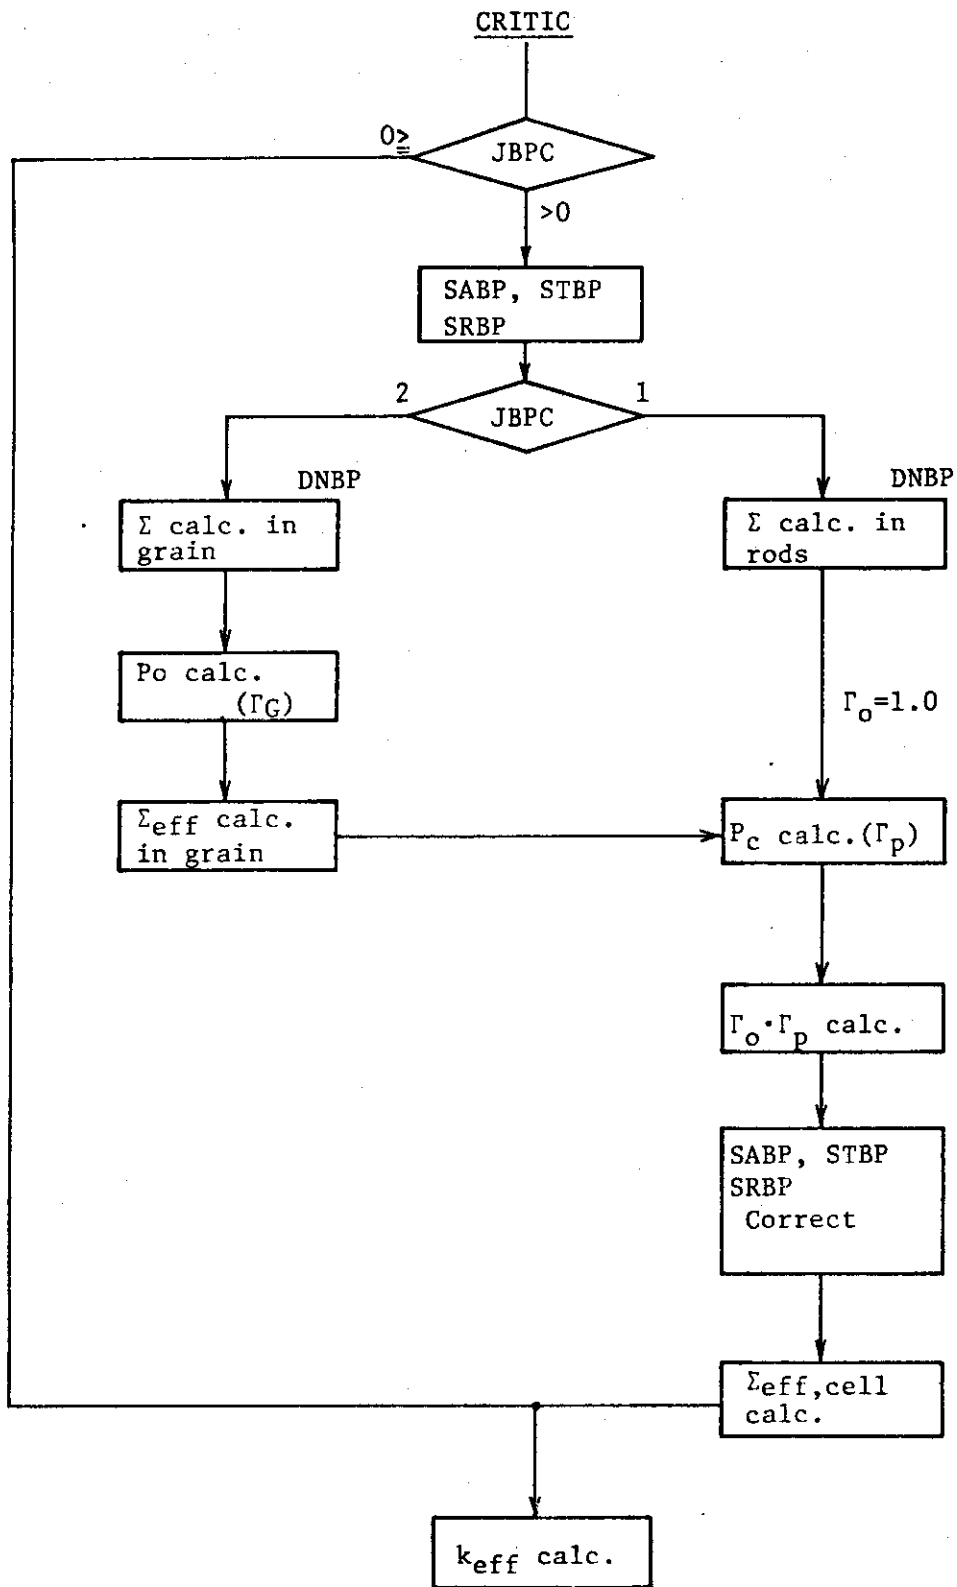 CRITIC
0≧
JBPC
>0
SABP, STBP
SRBP
2
JBPC
1
DNBP
Σ calc. in
grain
DNBP
Σ calc. in
rods
Po calc.
(ΓG)
Γo=1.0
Σeff calc.
in grain
Pc calc.(Γp)
Γo·Γp calc.
SABP, STBP
SRBP
Correct
Σeff,cell
calc.
keff calc.